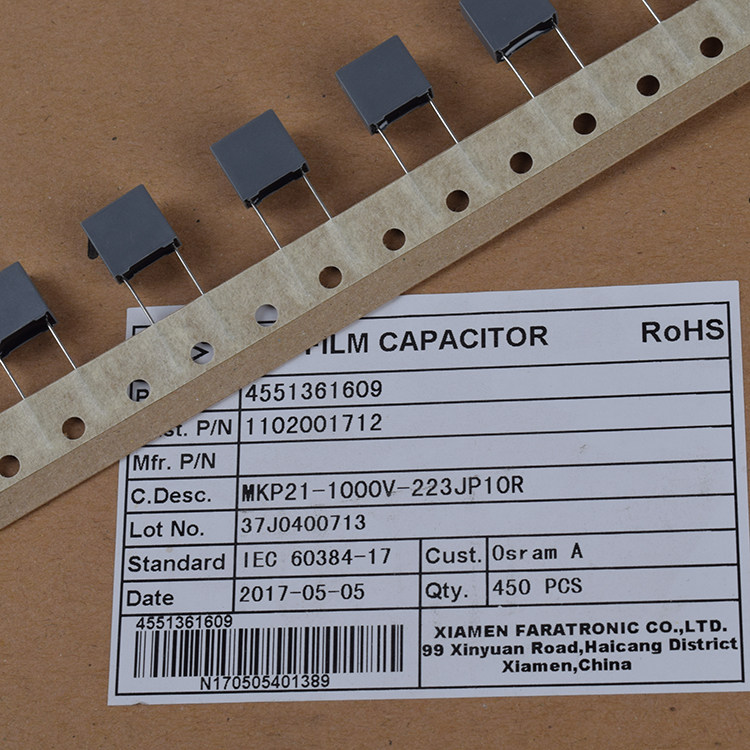 FILM CAPACITOR RoHS
4551361609
P/N 1102001712
Mfr. P/N
C.Desc. MKP21-1000V-223JP10R
Lot No. 37J0400713
Standard IEC 60384-17 Cust. Osram A
Date 2017-05-05 Qty. 450 PCS
4551361609
N170505401389
XIAMEN FARATRONIC CO.,LTD.
99 Xinyuan Road,Haicang District
Xiamen,China